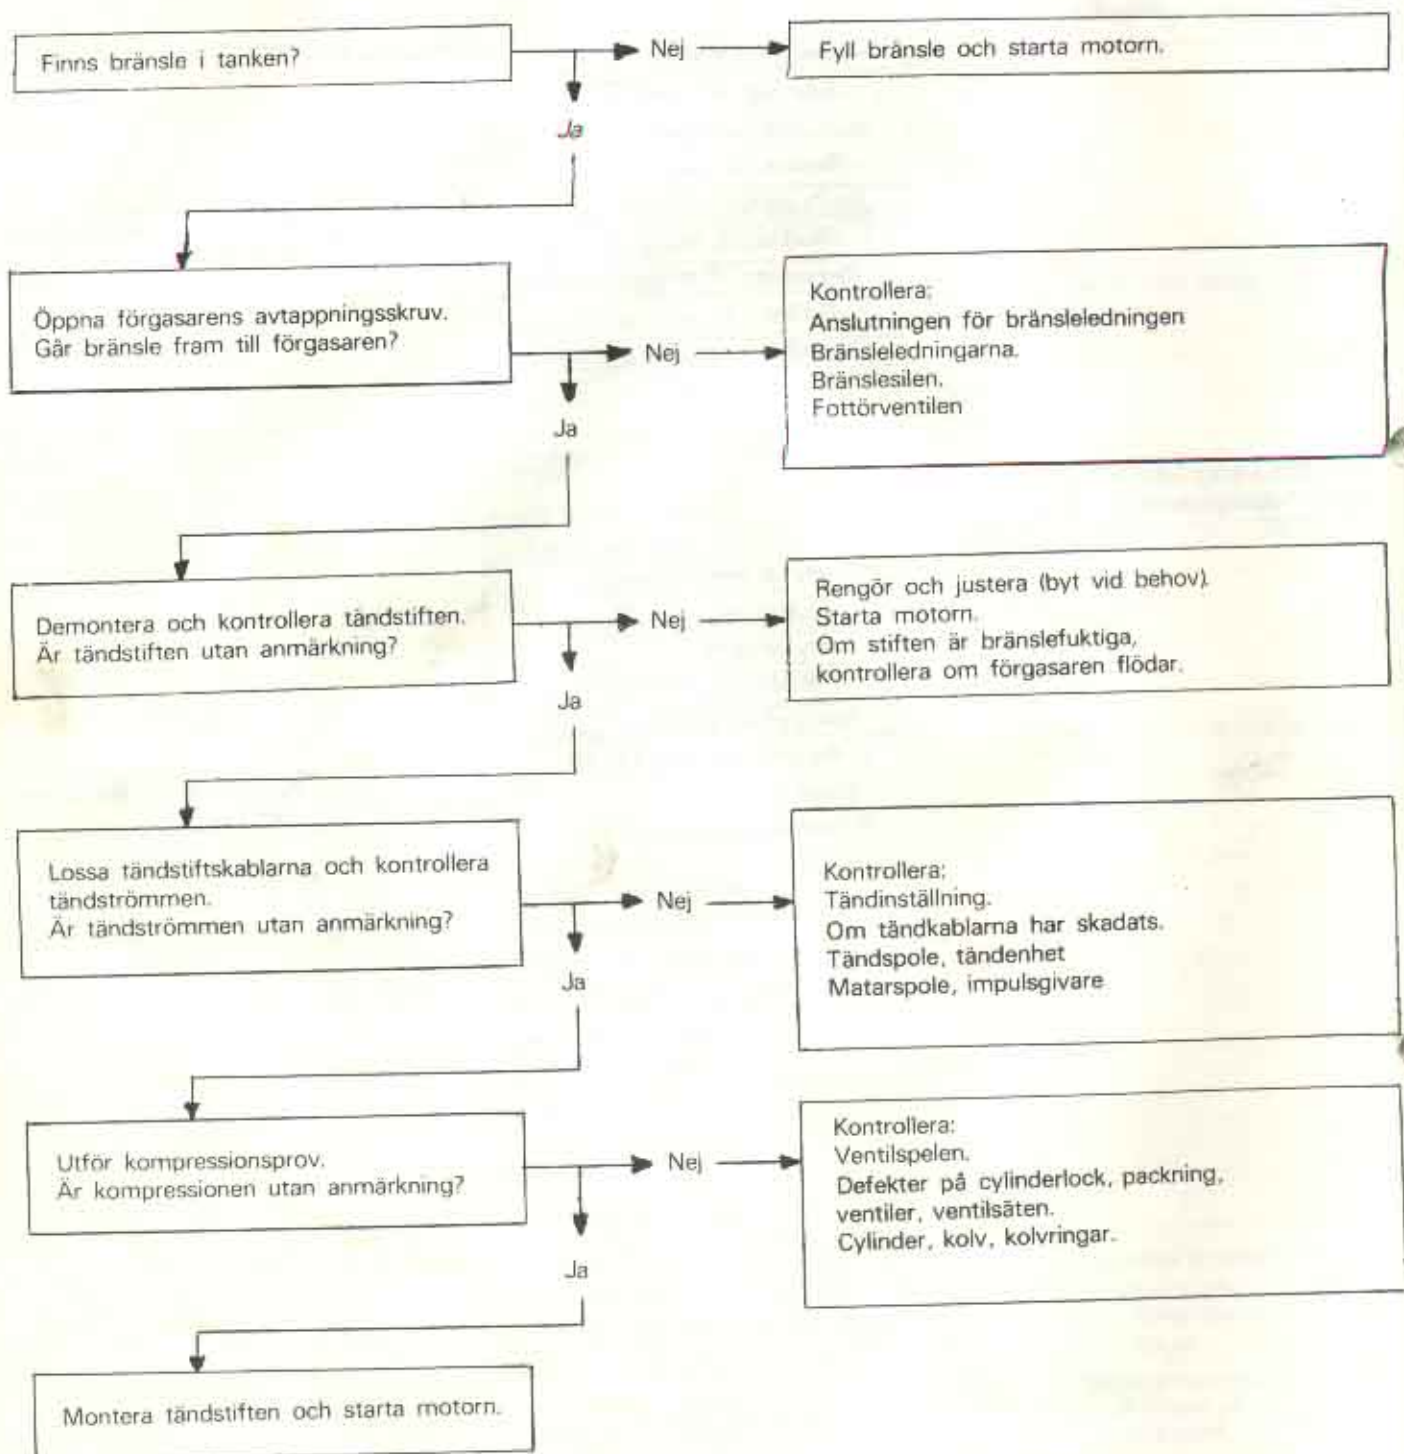 Finns bränsle i tanken?
Nej
Fyll bränsle och starta motorn.
Ja
Öppna förgasarens avtappningsskruv.
Går bränsle fram till förgasaren?
Nej
Kontrollera:
Anslutningen för bränsleledningen
Bränsleledningarna.
Bränslesilen.
Fottörventilen
Ja
Demontera och kontrollera tändstiften.
Är tändstiften utan anmärkning?
Nej
Rengör och justera (byt vid behov).
Starta motorn.
Om stiften är bränslefuktiga,
kontrollera om förgasaren flödar.
Ja
Lossa tändstiftskablarna och kontrollera
tändströmmen.
Är tändströmmen utan anmärkning?
Nej
Kontrollera:
Tändinställning.
Om tändkablarna har skadats.
Tändspole, tändenhet
Matarspole, impulsgivare
Ja
Utför kompressionsprov.
Är kompressionen utan anmärkning?
Nej
Kontrollera:
Ventilspelen.
Defekter på cylinderlock, packning,
ventiler, ventilsäten.
Cylinder, kolv, kolvringar.
Ja
Montera tändstiften och starta motorn.